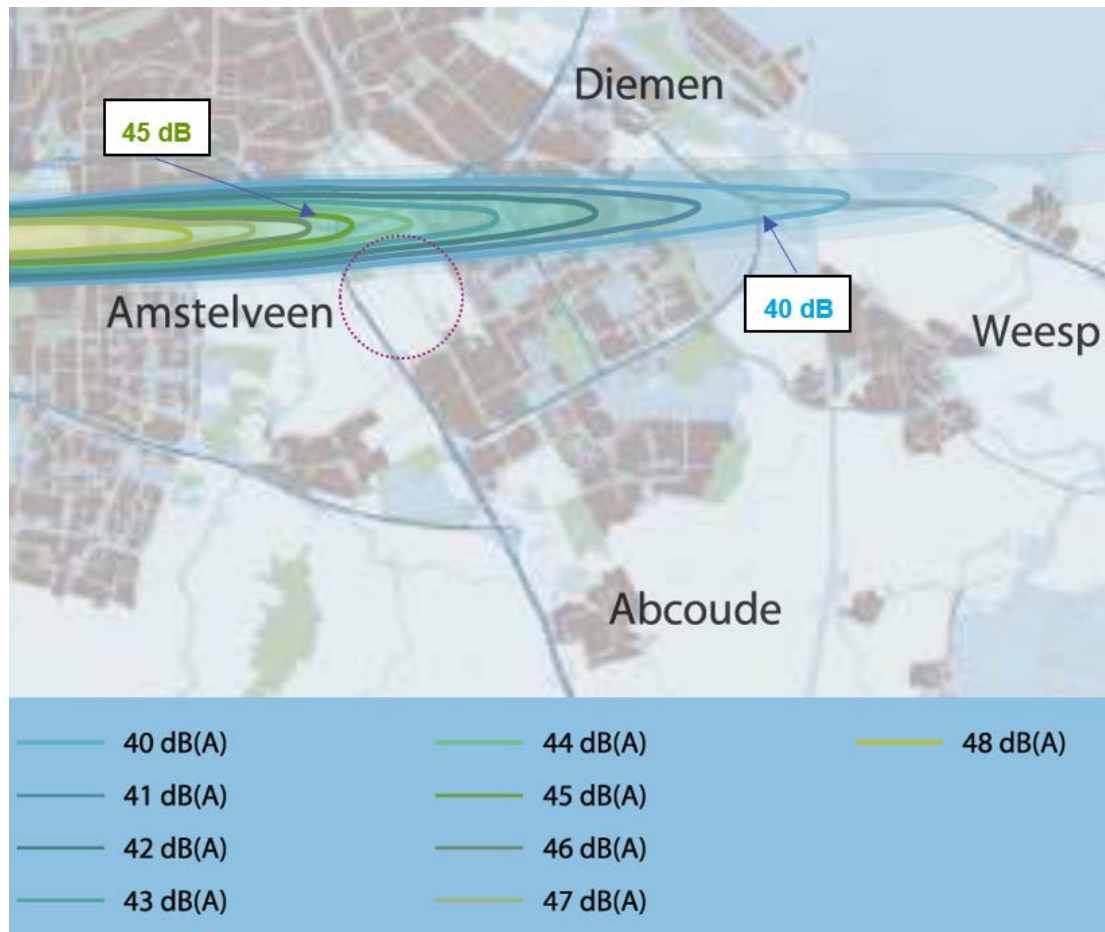 Diemen
45 dB
40 dB
Amstelveen
Weesp
Abcoude
40 dB(A)
44 dB(A)
48 dB(A)
41 dB(A)
45 dB(A)
42 dB(A)
46 dB(A)
43 dB(A)
47 dB(A)